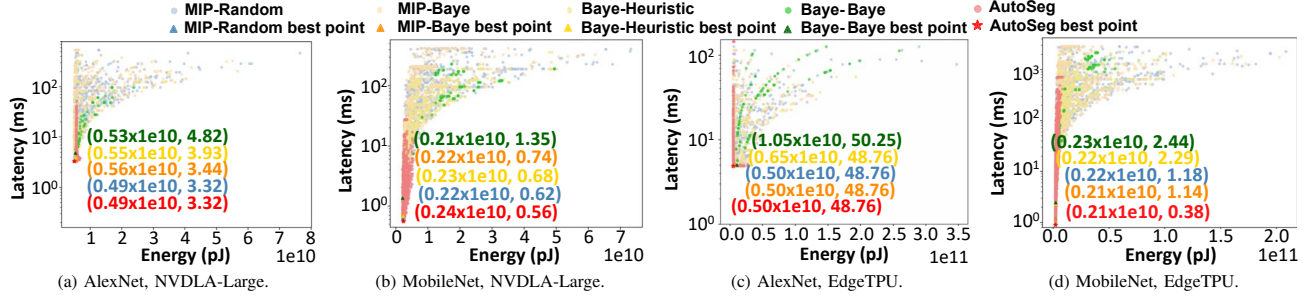 MIP-Random MIP-Baye Baye-Heuristic Baye-Baye AutoSeg
MIP-Random best point MIP-Baye best point Baye-Heuristic best point Baye-Baye best point AutoSeg best point
Latency (ms)
10²
10¹
10⁰
(0.53x1e10, 4.82)
(0.55x1e10, 3.93)
(0.56x1e10, 3.44)
(0.49x1e10, 3.32)
(0.49x1e10, 3.32)
1 2 3 4 5 6 7 8
Energy (pJ) 1e10
(a) AlexNet, NVDLA-Large.
Latency (ms)
10²
10¹
10⁰
(0.21x1e10, 1.35)
(0.22x1e10, 0.74)
(0.23x1e10, 0.68)
(0.22x1e10, 0.62)
(0.24x1e10, 0.56)
0 1 2 3 4 5 6 7
Energy (pJ) 1e10
(b) MobileNet, NVDLA-Large.
Latency (ms)
10²
10¹
10⁰
(1.05x1e10, 50.25)
(0.65x1e10, 48.76)
(0.50x1e10, 48.76)
(0.50x1e10, 48.76)
(0.50x1e10, 48.76)
0.0 0.5 1.0 1.5 2.0 2.5 3.0 3.5
Energy (pJ) 1e11
(c) AlexNet, EdgeTPU.
Latency (ms)
10³
10²
10¹
10⁰
(0.23x1e10, 2.44)
(0.22x1e10, 2.29)
(0.22x1e10, 1.18)
(0.21x1e10, 1.14)
(0.21x1e10, 0.38)
0.0 0.5 1.0 1.5 2.0
Energy (pJ) 1e11
(d) MobileNet, EdgeTPU.